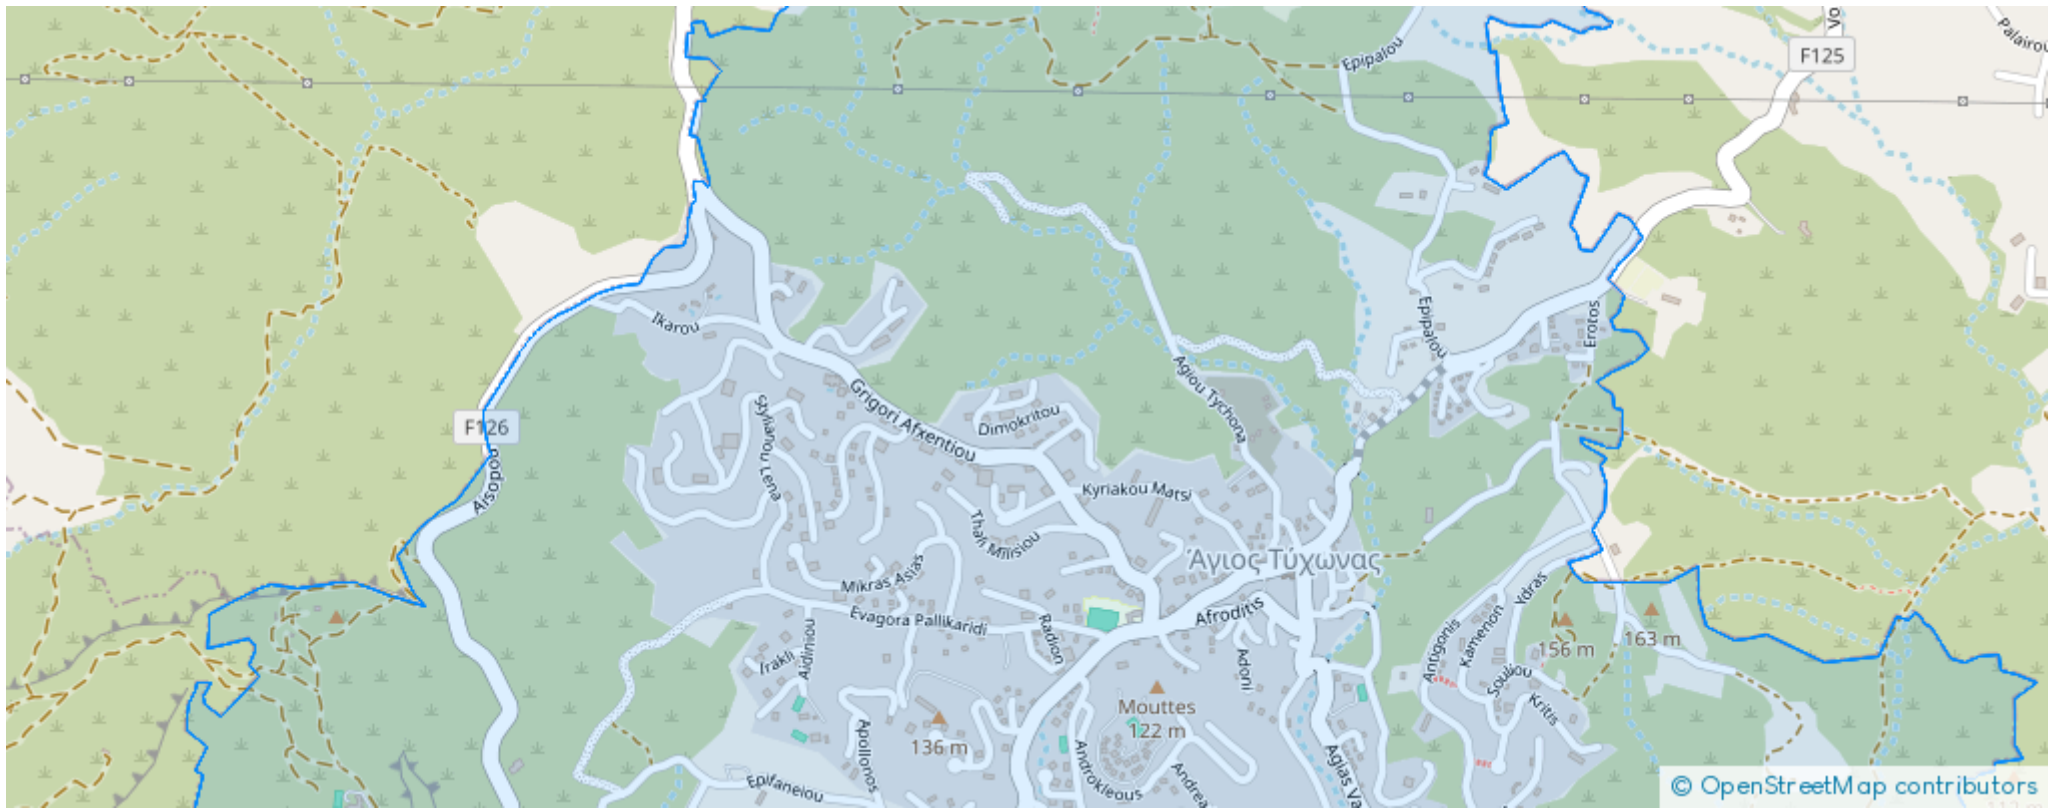 Palairou
F125
Epipalou
Ikarou
Epipalou
Erotos
Agiou Tychona
Grigori Afxentiou
Dimokritou
Stylianou Lena
F126
Aisopou
Kyriakou Matsi
Thali Milisiou
Άγιος Τύχωνας
Mikras Asias
Evagora Pallikaridi
Afroditis
Radion
Irakli
Aidiniou
Adoni
Antigonis
Kamenon
Ydras
Souliou
Kritis
156 m
163 m
Mouttes
122 m
136 m
Apollonos
Androkleous
Andrea
Agias Va
Epifaneiou
© OpenStreetMap contributors